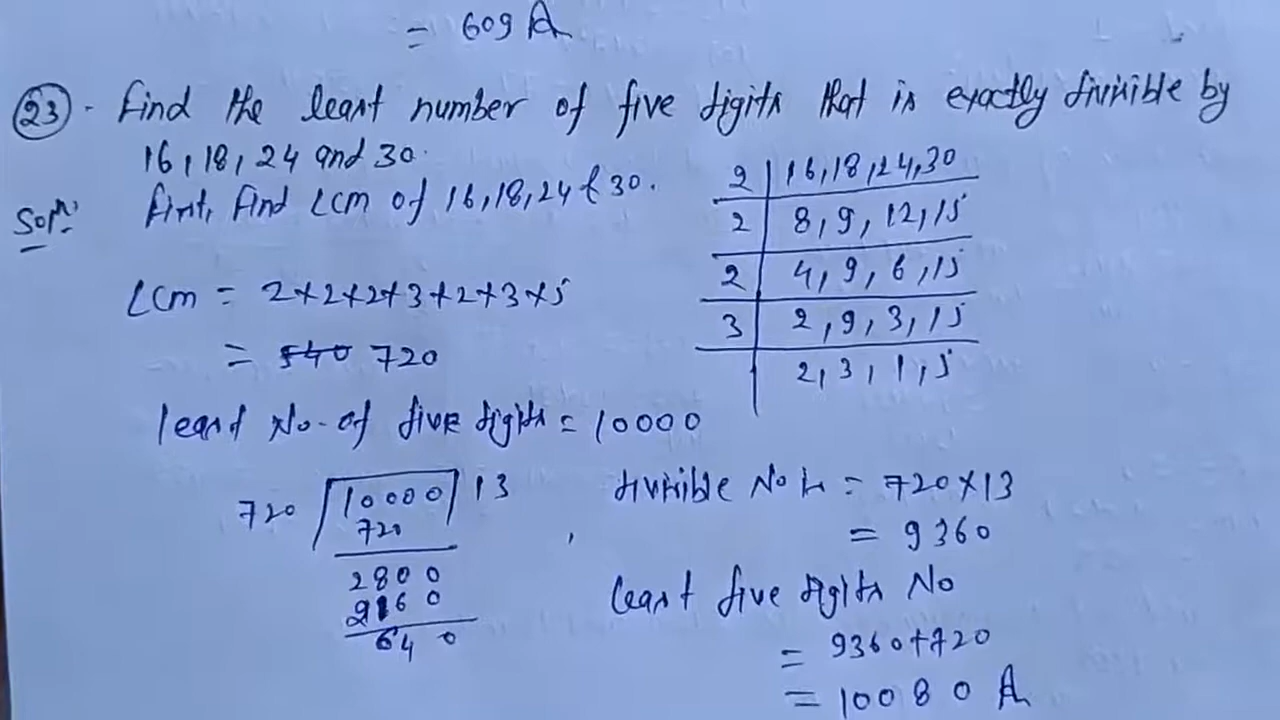 = 609 A
23 - Find the least number of five digits that is exactly divisible by
16, 18, 24 and 30.
Soln: First, Find LCM of 16, 18, 24 & 30.
2 | 16, 18, 24, 30
2 | 8, 9, 12, 15
2 | 4, 9, 6, 15
3 | 2, 9, 3, 15
2, 3, 1, 5
LCM = 2×2×2×3×2×3×5
= 540 720
least No. of five digits = 10000
720 | 10000 | 13
720
2800
2160
640
divisible No = 720×13
= 9360
least five digits No
= 9360+720
= 10080 A